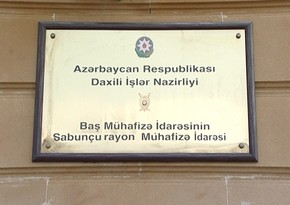 Azərbaycan Respublikası
Daxili İşlər Nazirliyi
Baş Mühafizə İdarəsinin
Sabunçu rayon Mühafizə İdarəsi